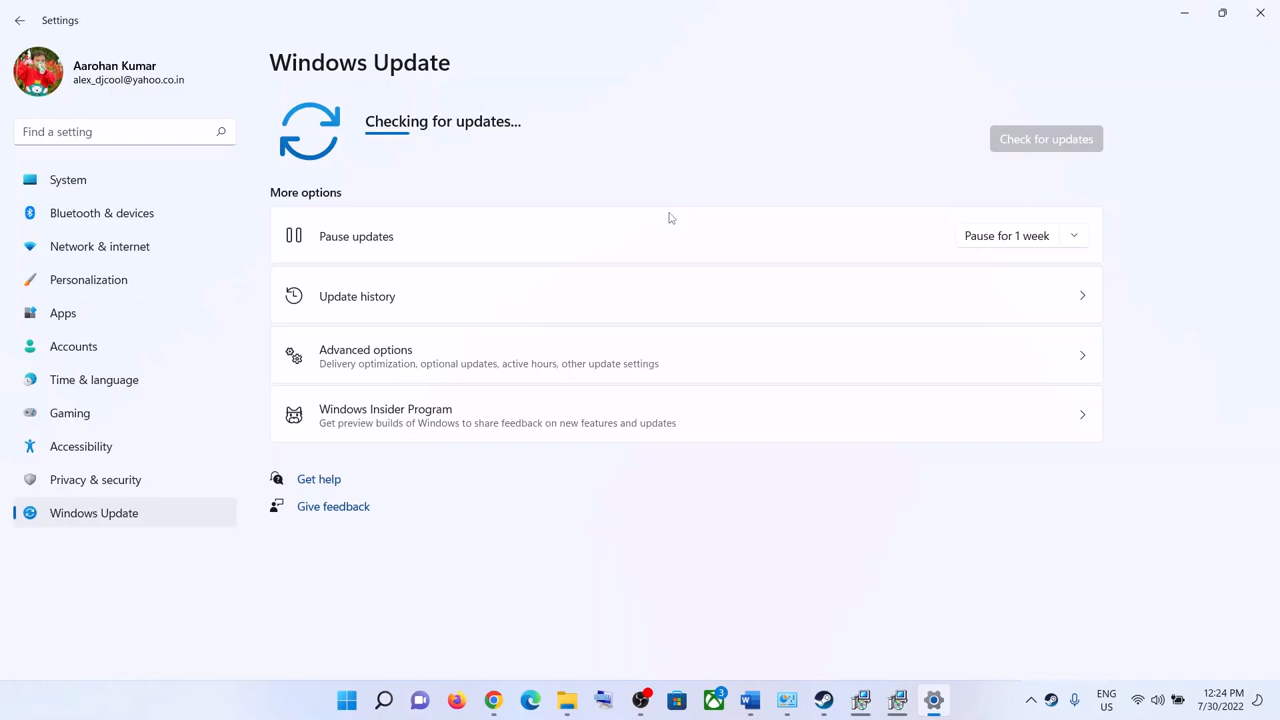 Settings
Aarohan Kumar
alex_djcool@yahoo.co.in
Find a setting
System
Bluetooth & devices
Network & internet
Personalization
Apps
Accounts
Time & language
Gaming
Accessibility
Privacy & security
Windows Update
Windows Update
Checking for updates...
Check for updates
More options
Pause updates
Pause for 1 week
Update history
Advanced options
Delivery optimization, optional updates, active hours, other update settings
Windows Insider Program
Get preview builds of Windows to share feedback on new features and updates
Get help
Give feedback
3
ENG
US
12:24 PM
7/30/2022